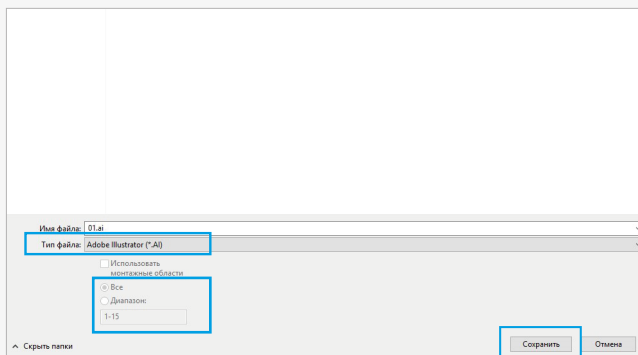 Имя файла: 01.ai
Тип файла: Adobe Illustrator (*.AI)
Использовать
монтажные области
Все
Диапазон:
1-15
Скрыть папки Сохранить Отмена